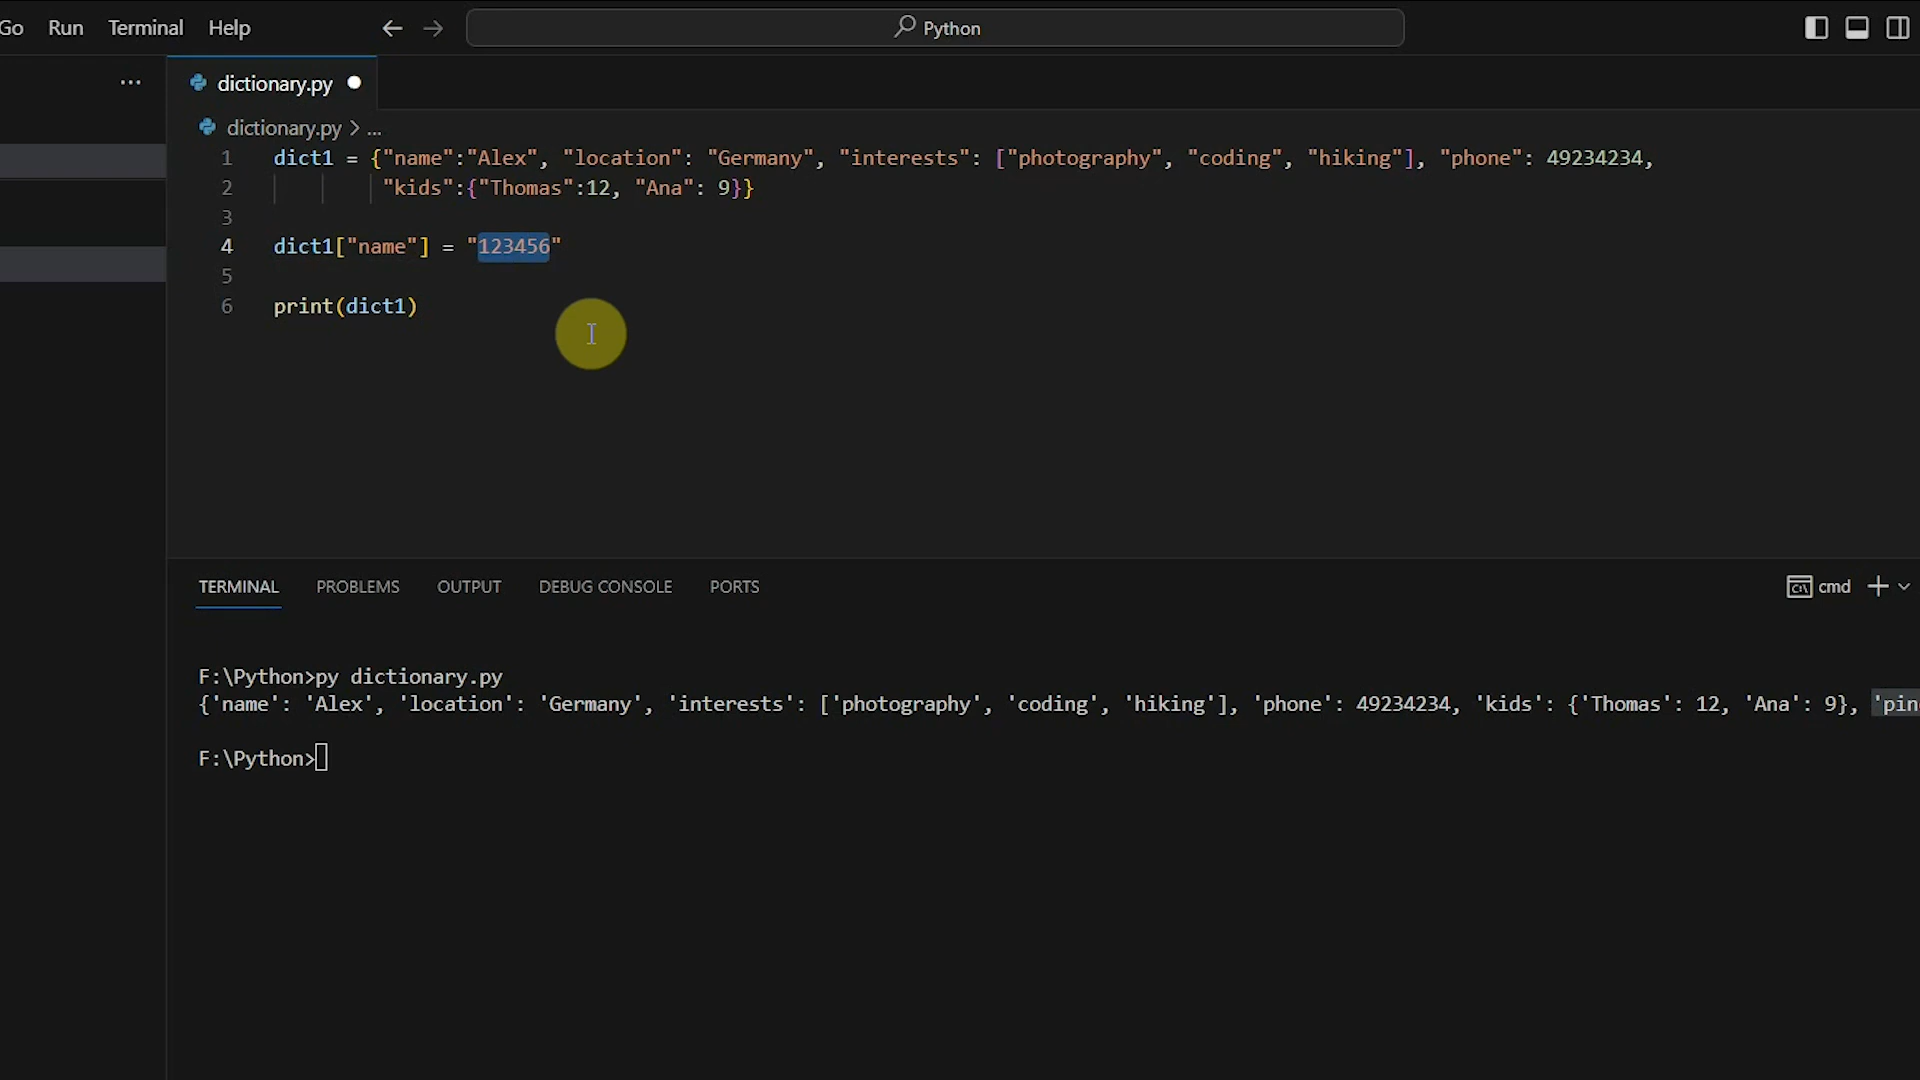 Go Run Terminal Help ← → Python
... dictionary.py
dictionary.py > ...
1 dict1 = {"name":"Alex", "location": "Germany", "interests": ["photography", "coding", "hiking"], "phone": 49234234,
2 "kids":{"Thomas":12, "Ana": 9}}
3
4 dict1["name"] = "123456"
5
6 print(dict1)
TERMINAL PROBLEMS OUTPUT DEBUG CONSOLE PORTS cmd
F:\Python>py dictionary.py
{'name': 'Alex', 'location': 'Germany', 'interests': ['photography', 'coding', 'hiking'], 'phone': 49234234, 'kids': {'Thomas': 12, 'Ana': 9}, 'pin
F:\Python>